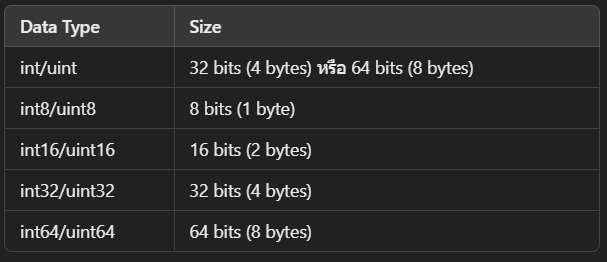 Data Type Size
int/uint 32 bits (4 bytes) หรือ 64 bits (8 bytes)
int8/uint8 8 bits (1 byte)
int16/uint16 16 bits (2 bytes)
int32/uint32 32 bits (4 bytes)
int64/uint64 64 bits (8 bytes)